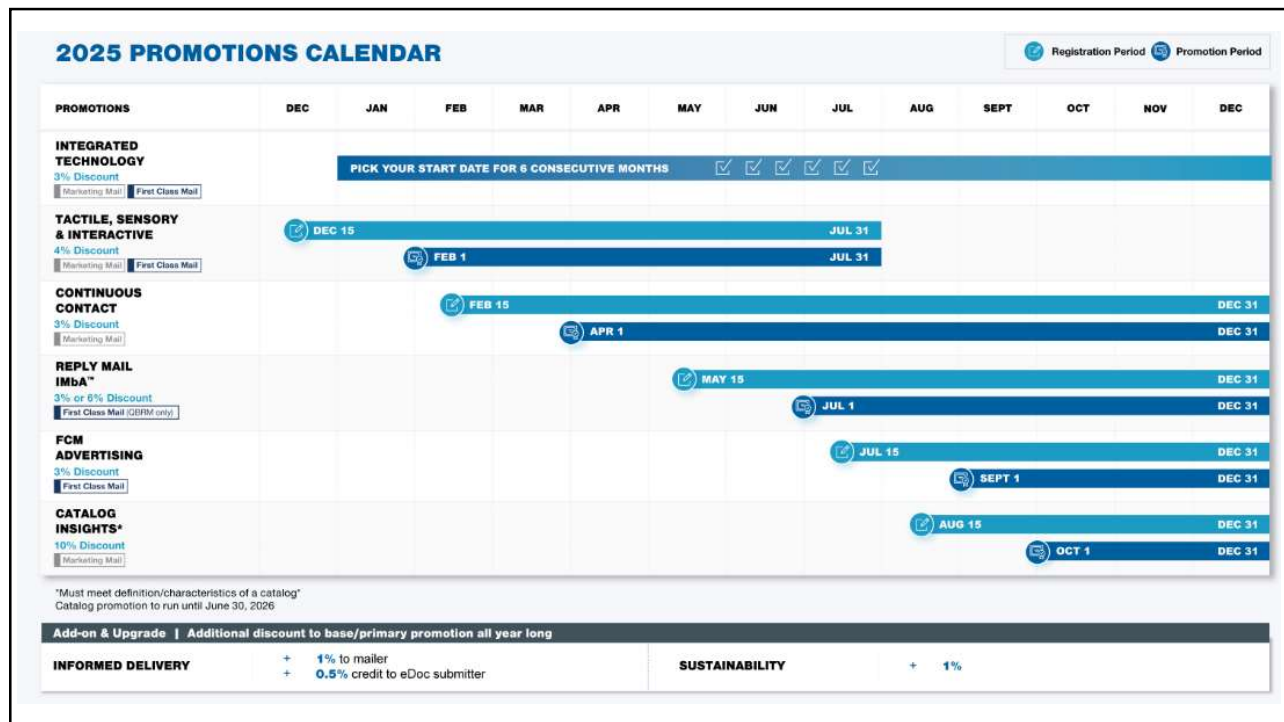 2025 PROMOTIONS CALENDAR
Registration Period Promotion Period
PROMOTIONS DEC JAN FEB MAR APR MAY JUN JUL AUG SEPT OCT NOV DEC
INTEGRATED
TECHNOLOGY
3% Discount
Marketing Mail First Class Mail
PICK YOUR START DATE FOR 6 CONSECUTIVE MONTHS
TACTILE, SENSORY
& INTERACTIVE
4% Discount
Marketing Mail First Class Mail
DEC 15 JUL 31
FEB 1 JUL 31
CONTINUOUS
CONTACT
3% Discount
Marketing Mail
FEB 15 DEC 31
APR 1 DEC 31
REPLY MAIL
IMbA™
3% or 6% Discount
First Class Mail (QBRM only)
MAY 15 DEC 31
JUL 1 DEC 31
FCM
ADVERTISING
3% Discount
First Class Mail
JUL 15 DEC 31
SEPT 1 DEC 31
CATALOG
INSIGHTS*
10% Discount
Marketing Mail
AUG 15 DEC 31
OCT 1 DEC 31
*Must meet definition/characteristics of a catalog*
Catalog promotion to run until June 30, 2026
Add-on & Upgrade | Additional discount to base/primary promotion all year long
INFORMED DELIVERY
+ 1% to mailer
+ 0.5% credit to eDoc submitter
SUSTAINABILITY + 1%